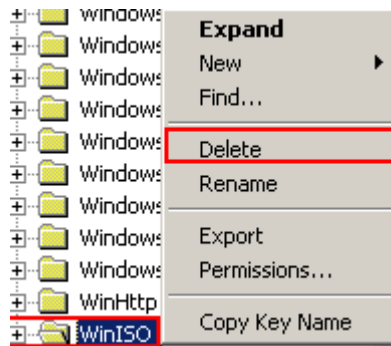 Windows
Windows
Windows
Windows
Windows
Windows
Windows
Windows
Windows
WinHttp
WinISO
Expand
New
Find...
Delete
Rename
Export
Permissions...
Copy Key Name